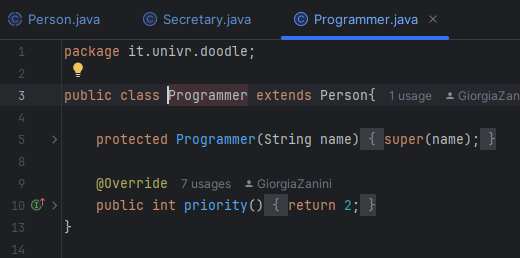 Person.java Secretary.java Programmer.java
1 package it.univr.doodle;
2
3 public class Programmer extends Person{ 1 usage GiorgiaZani
4
5 protected Programmer(String name) { super(name); }
8
9 @Override 7 usages GiorgiaZanini
10 public int priority() { return 2; }
13 }
14